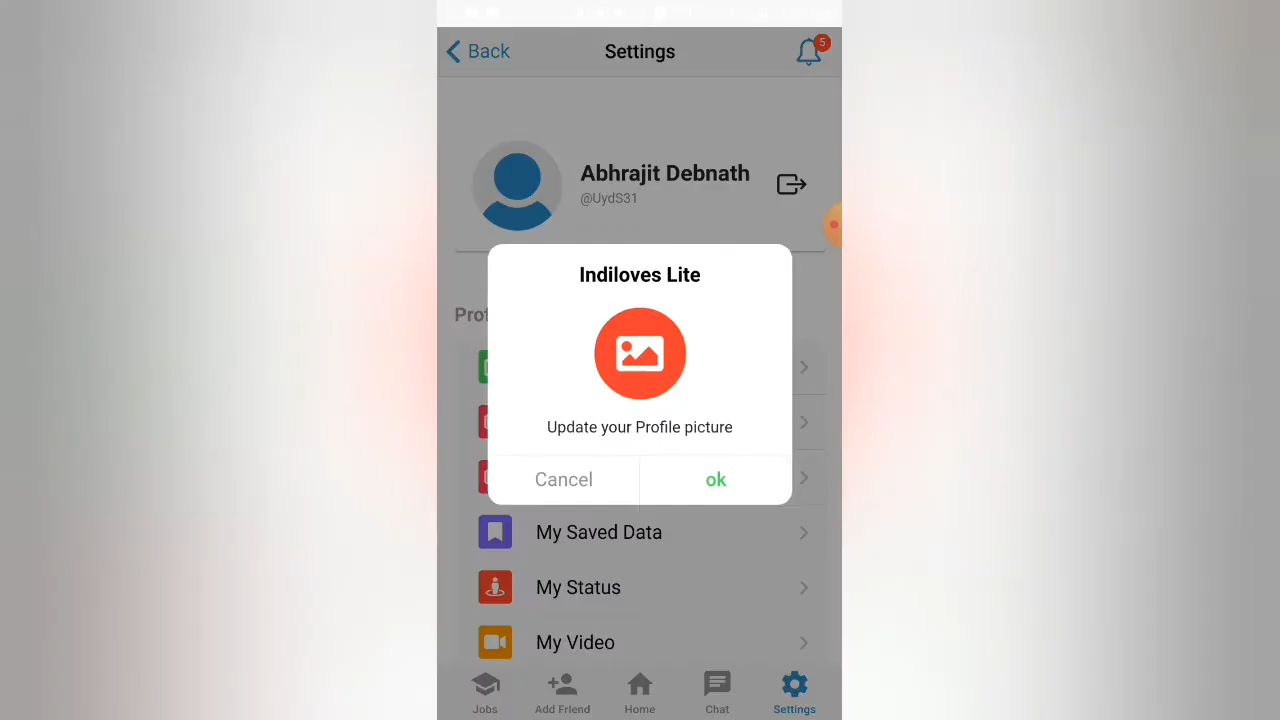 Back
Settings
5
Abhrajit Debnath
@UydS31
Indiloves Lite
Update your Profile picture
Cancel
ok
My Saved Data
My Status
My Video
Jobs
Add Friend
Home
Chat
Settings